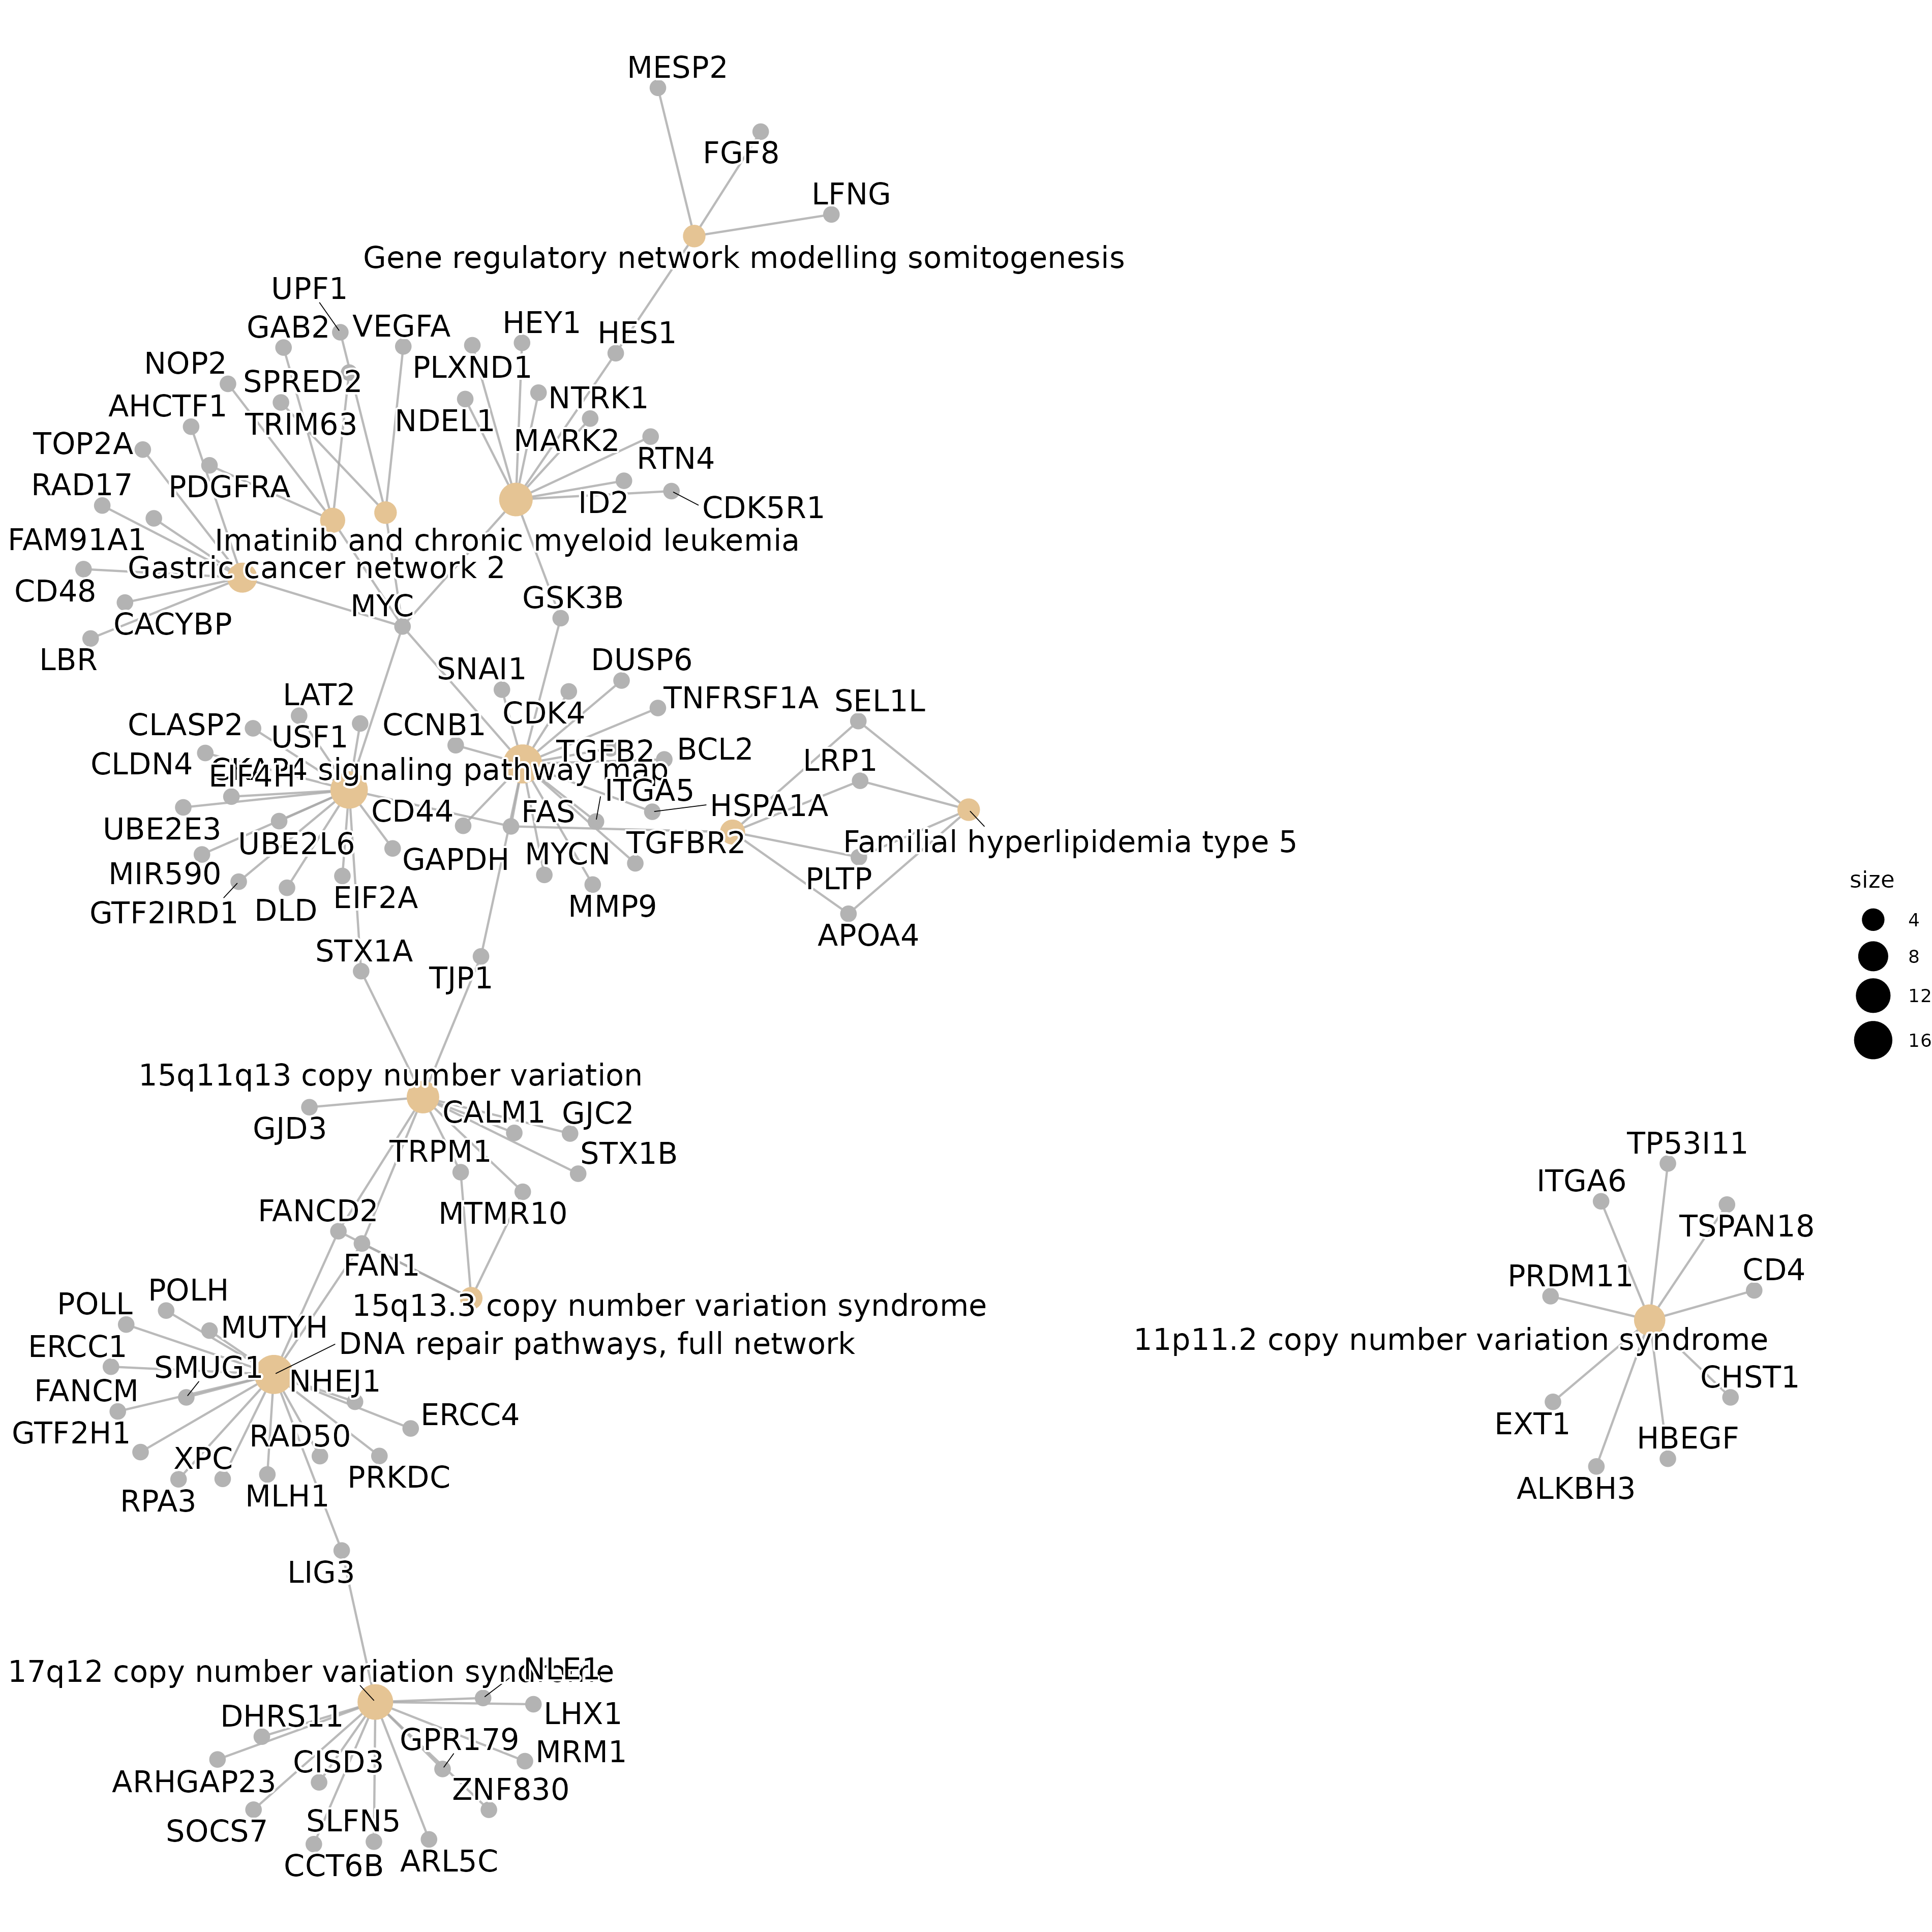 MESP2
FGF8
LFNG
Gene regulatory network modelling somitogenesis
UPF1
GAB2
VEGFA
HEY1
HES1
NOP2
SPRED2
PLXND1
AHCTF1
TRIM63
NDEL1
NTRK1
TOP2A
MARK2
RTN4
RAD17
PDGFRA
ID2
CDK5R1
FAM91A1
Imatinib and chronic myeloid leukemia
Gastric cancer network 2
CD48
MYC
GSK3B
CACYBP
LBR
SNAI1
DUSP6
LAT2
TNFRSF1A
SEL1L
CLASP2
USF1
CCNB1
CDK4
TGFB2
BCL2
CLDN4
EIF4H
signaling pathway map
LRP1
ITGA5
HSPA1A
UBE2E3
CD44
FAS
UBE2L6
TGFBR2
Familial hyperlipidemia type 5
MIR590
GAPDH
MYCN
PLTP
GTF2IRD1
DLD
EIF2A
MMP9
APOA4
STX1A
TJP1
size
4
8
12
16
15q11q13 copy number variation
GJD3
CALM1
GJC2
TRPM1
STX1B
FANCD2
MTMR10
FAN1
15q13.3 copy number variation syndrome
POLL
POLH
MUTYH
DNA repair pathways, full network
ERCC1
SMUG1
NHEJ1
FANCM
ERCC4
GTF2H1
XPC
RAD50
PRKDC
RPA3
MLH1
LIG3
TP53I11
ITGA6
TSPAN18
PRDM11
CD4
11p11.2 copy number variation syndrome
CHST1
EXT1
HBEGF
ALKBH3
17q12 copy number variation syndrome
NLE1
DHRS11
LHX1
GPR179
MRM1
CISD3
ARHGAP23
ZNF830
SOCS7
SLFN5
CCT6B
ARL5C